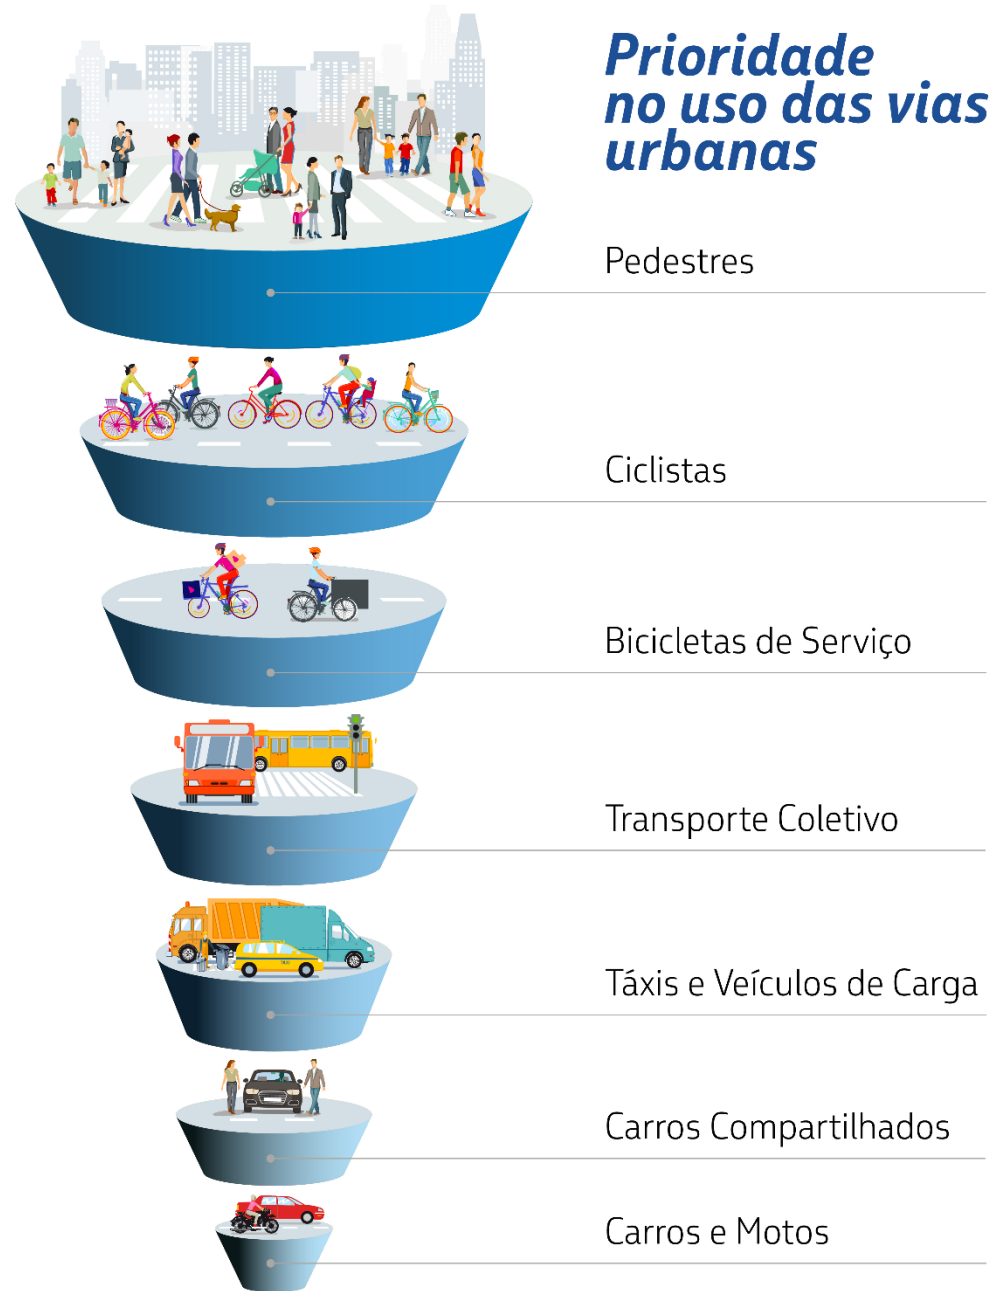 Prioridade
no uso das vias
urbanas
Pedestres
Ciclistas
Bicicletas de Serviço
Transporte Coletivo
Táxis e Veículos de Carga
Carros Compartilhados
Carros e Motos